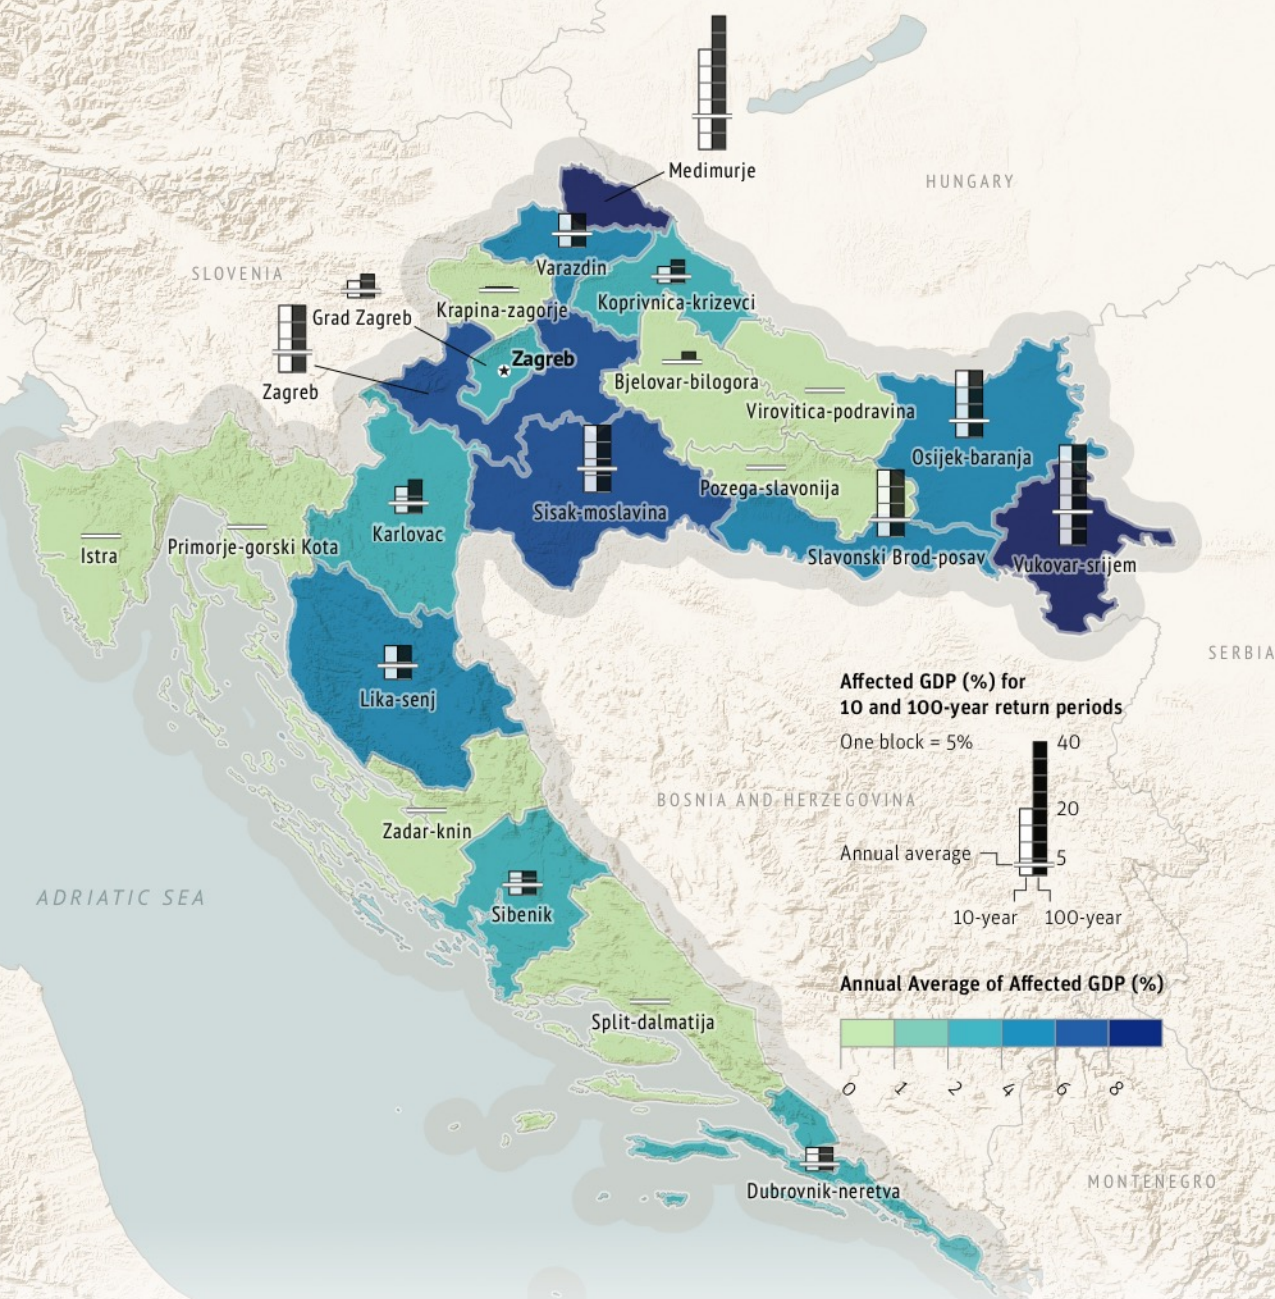 Medimurje
HUNGARY
SLOVENIA
Varazdin
Koprivnica-krizevci
Krapina-zagorje
Grad Zagreb
Zagreb
Zagreb
Bjelovar-bilogora
Virovitica-podravina
Osijek-baranja
Pozega-slavonija
Sisak-moslavina
Karlovac
Primorje-gorski Kota
Istra
Slavonski Brod-posav
Vukovar-srijem
SERBIA
Lika-senj
Affected GDP (%) for
10 and 100-year return periods
One block = 5%
40
20
Annual average
5
10-year
100-year
BOSNIA AND HERZEGOVINA
Zadar-knin
ADRIATIC SEA
Sibenik
Annual Average of Affected GDP (%)
0 1 2 4 6 8
Split-dalmatija
Dubrovnik-neretva
MONTENEGRO